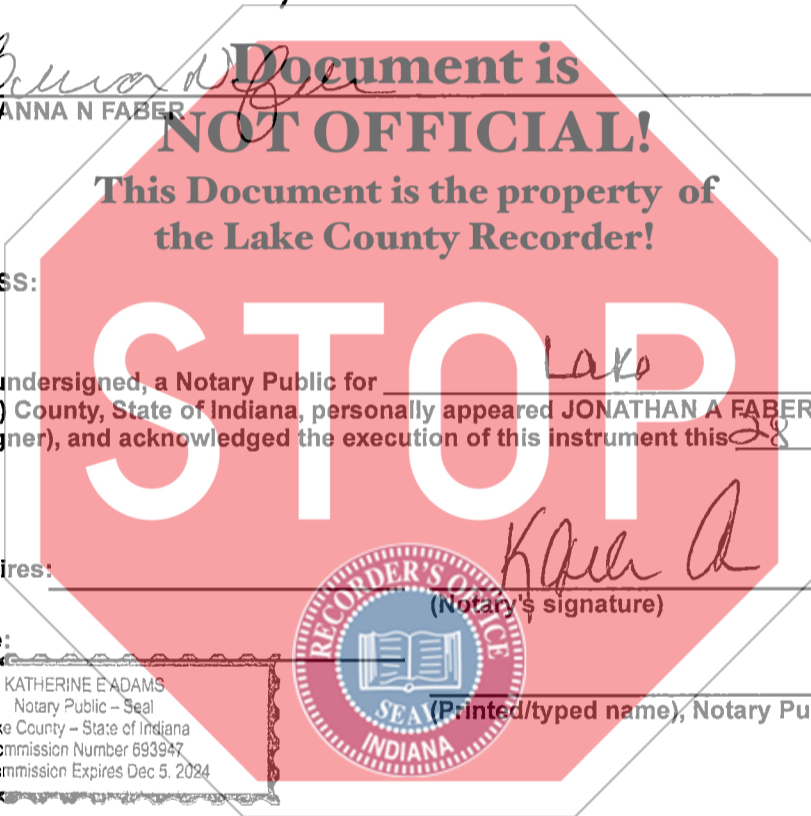 Document is
ANNA N FABER
NOT OFFICIAL!
This Document is the property of
the Lake County Recorder!
SS:
STOP
undersigned, a Notary Public for Lake
) County, State of Indiana, personally appeared JONATHAN A FABER
gner), and acknowledged the execution of this instrument this 28
ires:
(Notary's signature)
e:
RECORDER'S OFFICE
SEAL
INDIANA
(Printed/typed name), Notary Pu
KATHERINE E ADAMS
Notary Public – Seal
ke County – State of Indiana
mmission Number 693947
mmission Expires Dec 5, 2024